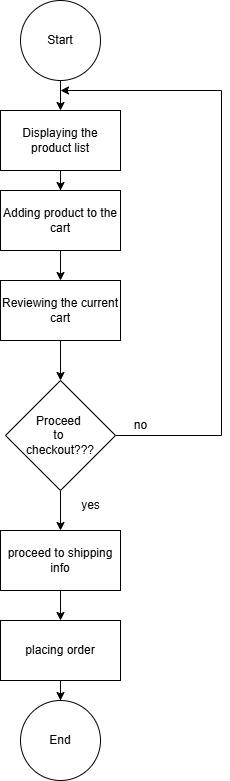 Start
Displaying the
product list
Adding product to the
cart
Reviewing the current
cart
Proceed
to
checkout???
no
yes
proceed to shipping
info
placing order
End